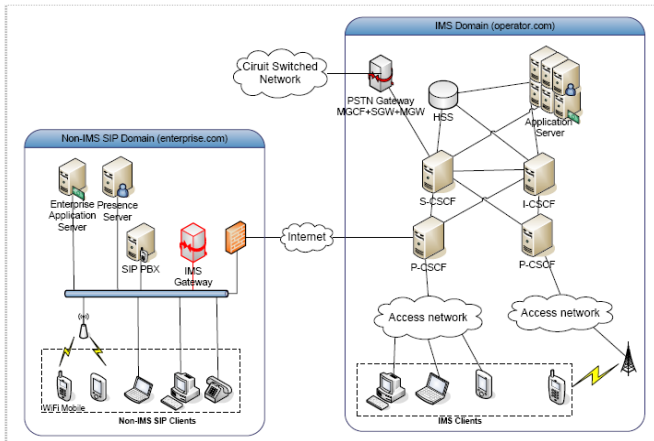 IMS Domain (operator.com)
Ciruit Switched
Network
PSTN Gateway
MGCF+SGW+MGW
HSS
Application
Server
Non-IMS SIP Domain (enterprise.com)
Enterprise
Application
Server
Presence
Server
S-CSCF
I-CSCF
SIP PBX
IMS
Gateway
Internet
P-CSCF
P-CSCF
Access network
Access network
WiFi Mobile
Non-IMS SIP Clients
IMS Clients